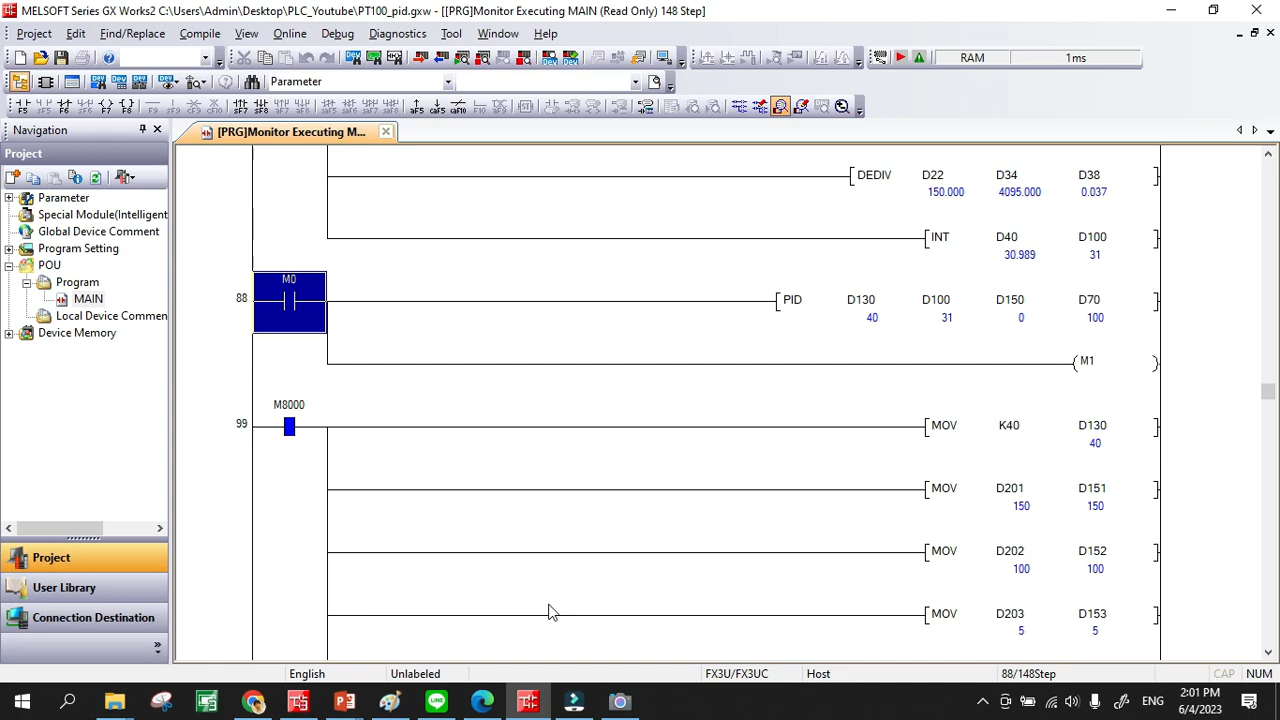 MELSOFT Series GX Works2 C:\Users\Admin\Desktop\PLC_Youtube\PT100_pid.gxw - [[PRG]Monitor Executing MAIN (Read Only) 148 Step]
Project Edit Find/Replace Compile View Online Debug Diagnostics Tool Window Help
RAM 1ms
Parameter
Navigation
[PRG]Monitor Executing M...
Project
Parameter
Special Module(Intelligent
Global Device Comment
Program Setting
POU
Program
MAIN
Local Device Commen
Device Memory
Project
User Library
Connection Destination
DEDIV D22 D34 D38
150.000 4095.000 0.037
INT D40 D100
30.989 31
M0
88 PID D130 D100 D150 D70
40 31 0 100
M1
M8000
99 MOV K40 D130
40
MOV D201 D151
150 150
MOV D202 D152
100 100
MOV D203 D153
5 5
English Unlabeled FX3U/FX3UC Host 88/148Step CAP NUM
ENG 2:01 PM
6/4/2023